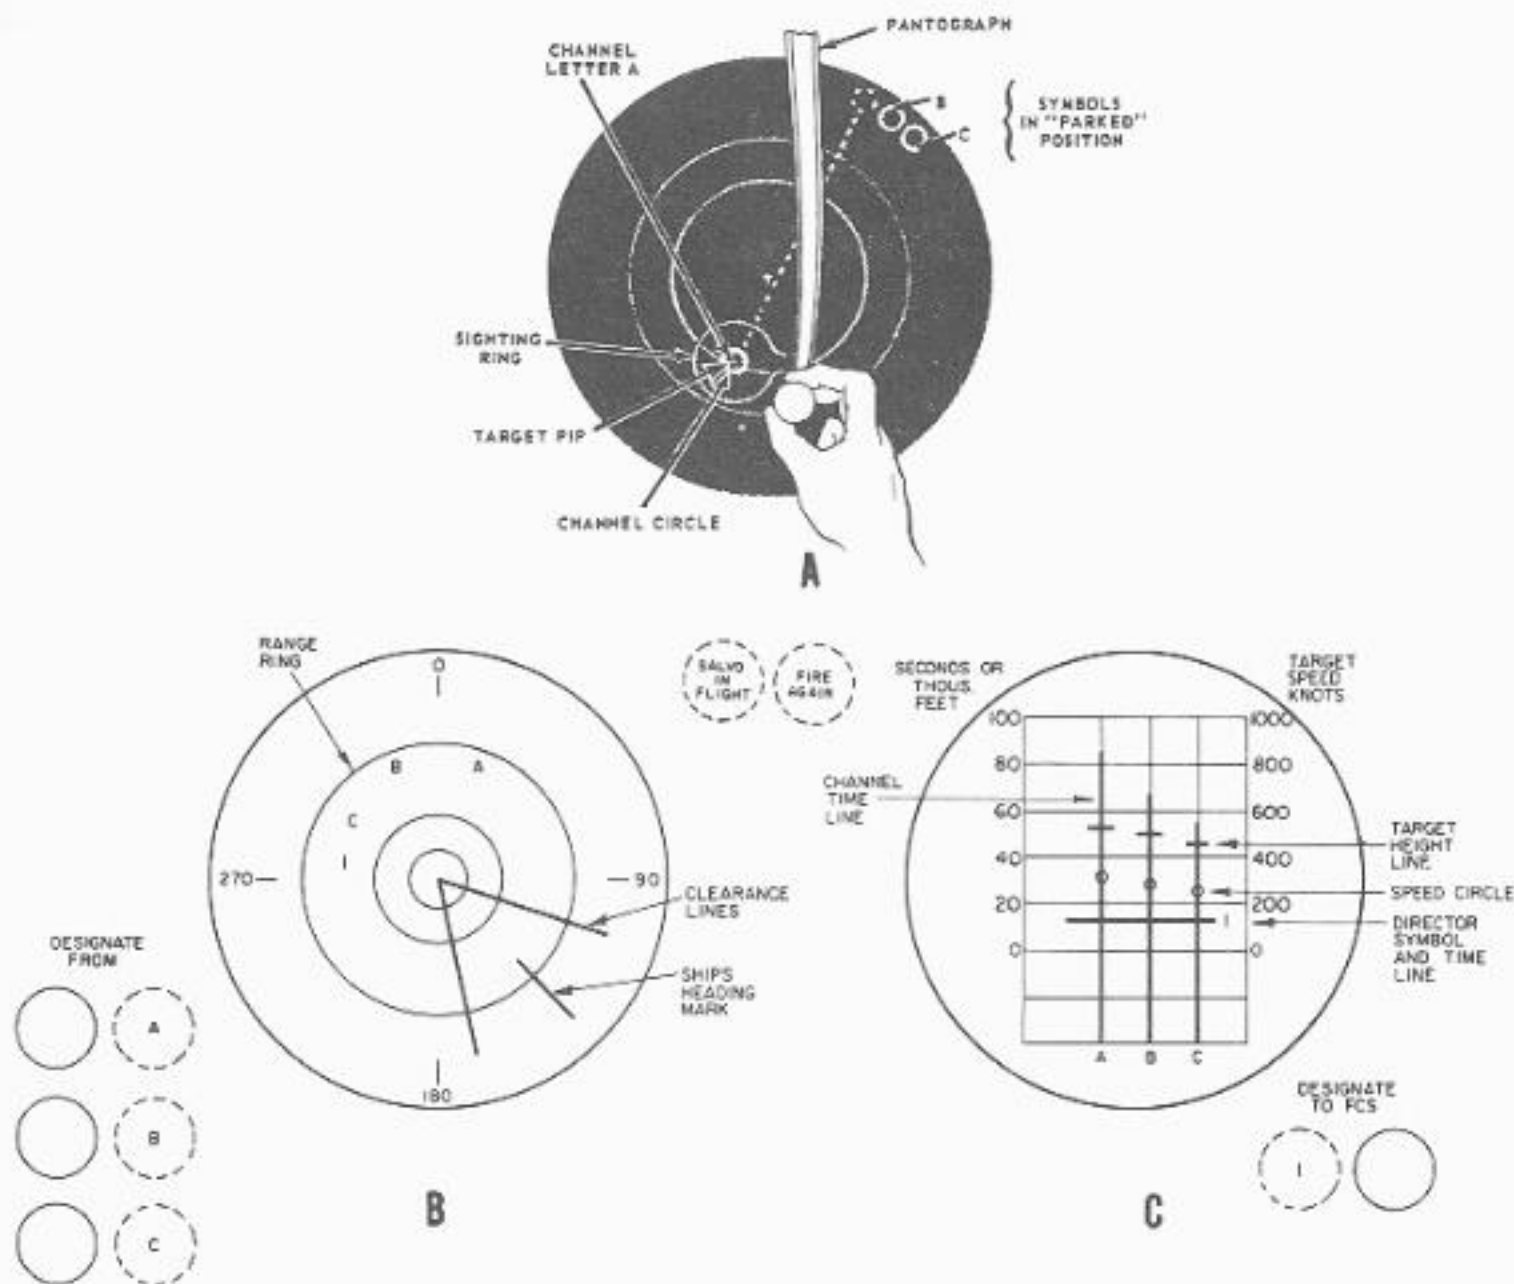 PANTOGRAPH
CHANNEL
LETTER A
B
C
SYMBOLS
IN "PARKED"
POSITION
SIGHTING
RING
TARGET PIP
CHANNEL CIRCLE
A
RANGE
RING
0
B
A
C
I
270
90
180
CLEARANCE
LINES
SHIPS
HEADING
MARK
DESIGNATE
FROM
A
B
C
B
SALVO
IN
FLIGHT
FIRE
AGAIN
SECONDS OR
THOUS
FEET
TARGET
SPEED
KNOTS
100
80
60
40
20
0
1000
800
600
400
200
0
CHANNEL
TIME
LINE
TARGET
HEIGHT
LINE
SPEED CIRCLE
I
DIRECTOR
SYMBOL
AND TIME
LINE
A B C
DESIGNATE
TO FCS
I
C